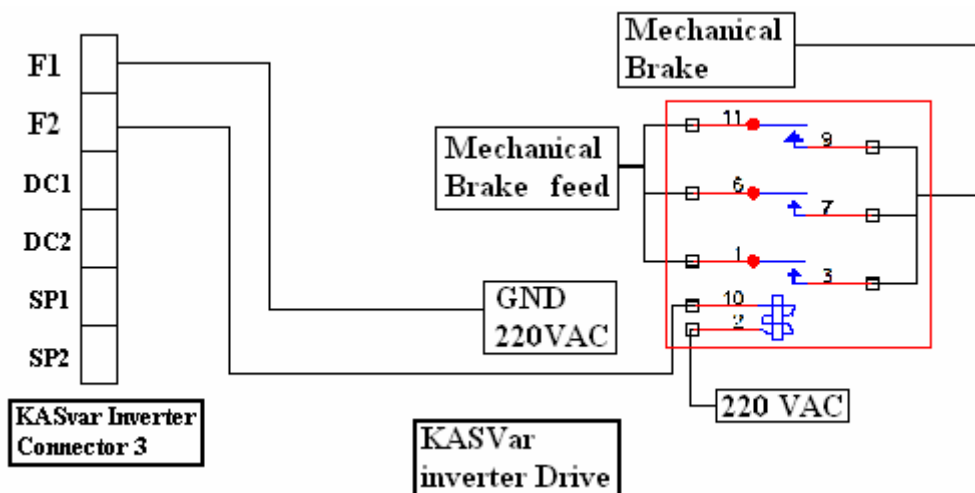 F1
F2
DC1
DC2
SP1
SP2
KASvar Inverter
Connector 3
Mechanical
Brake
Mechanical
Brake feed
11
9
6
7
1
3
10
2
GND
220VAC
220 VAC
KASVar
inverter Drive